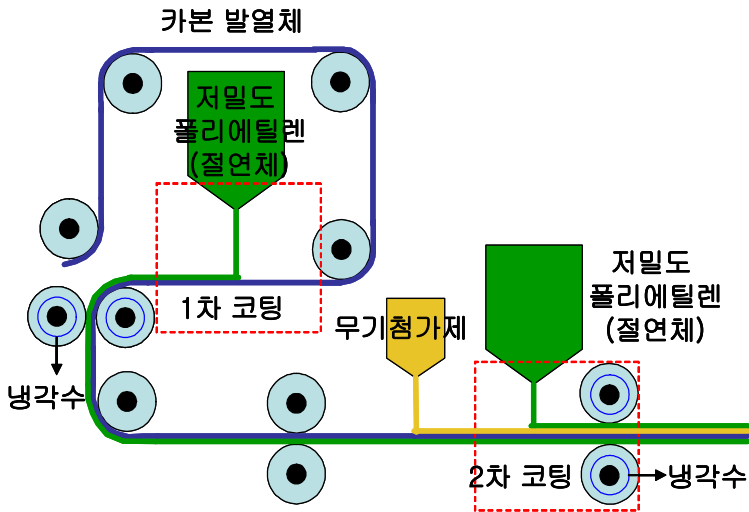 카본 발열체
저밀도
폴리에틸렌
(절연체)
1차 코팅
냉각수
무기첨가제
저밀도
폴리에틸렌
(절연체)
2차 코팅
냉각수